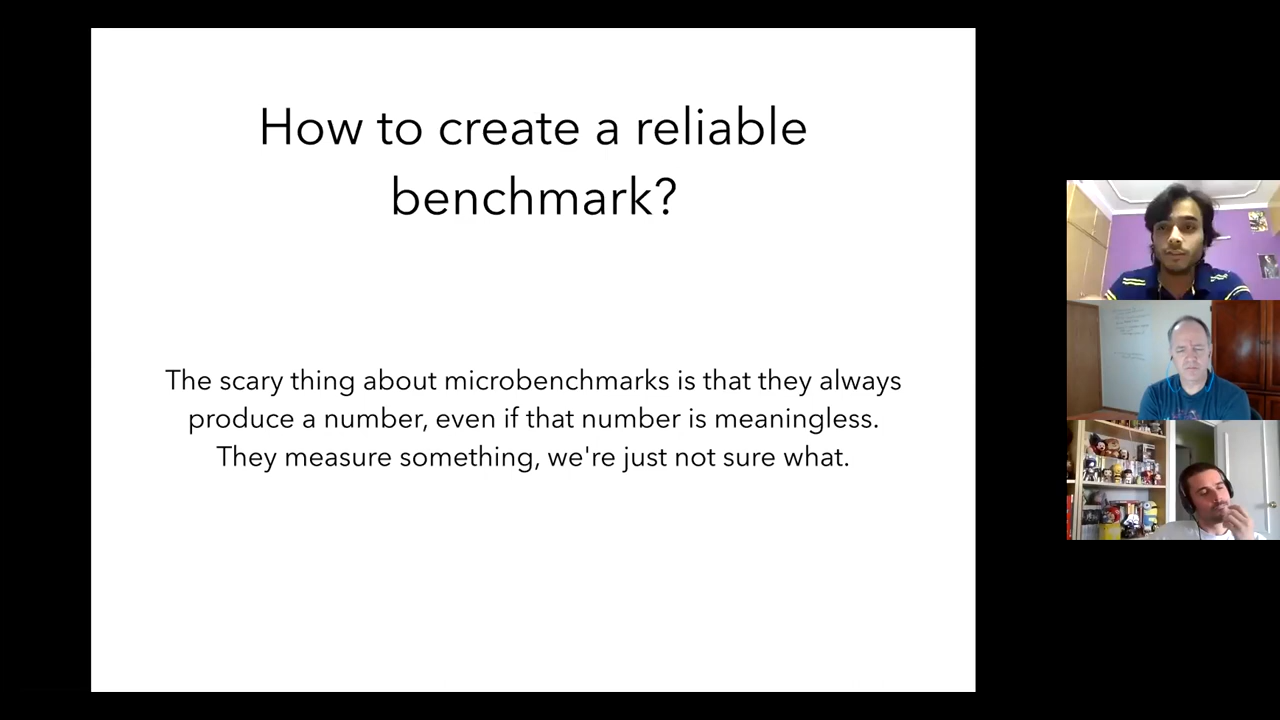 How to create a reliable
benchmark?
The scary thing about microbenchmarks is that they always
produce a number, even if that number is meaningless.
They measure something, we're just not sure what.